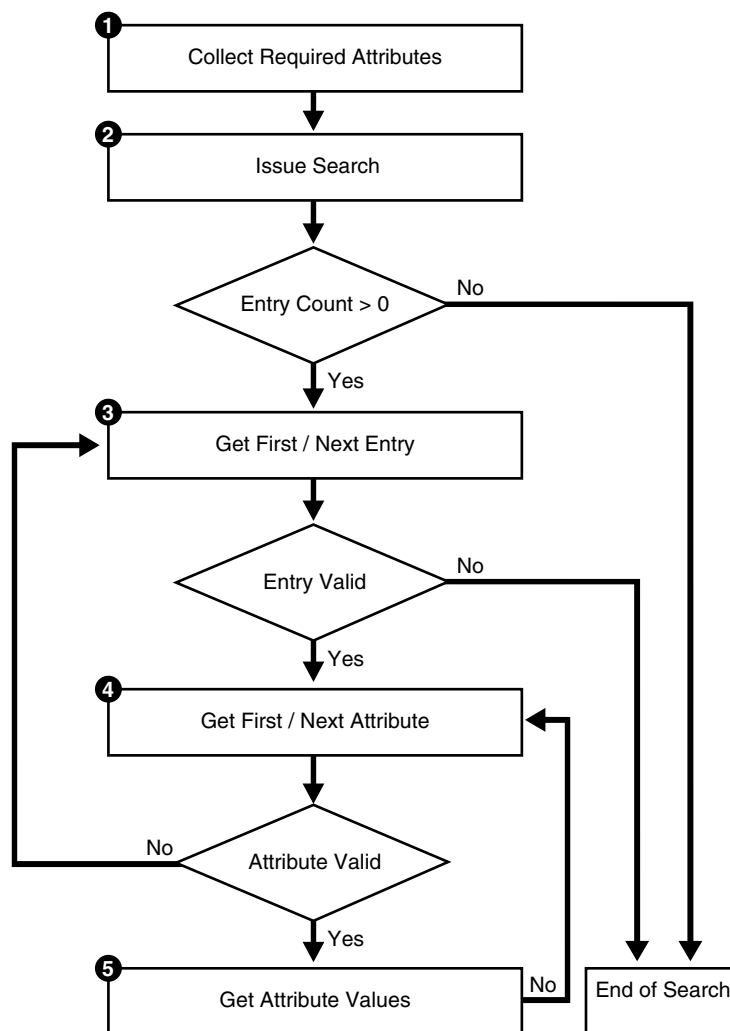 1
Collect Required Attributes
2
Issue Search
Entry Count > 0
No
Yes
3
Get First / Next Entry
Entry Valid
No
Yes
4
Get First / Next Attribute
No
Attribute Valid
Yes
5
Get Attribute Values
No
End of Search